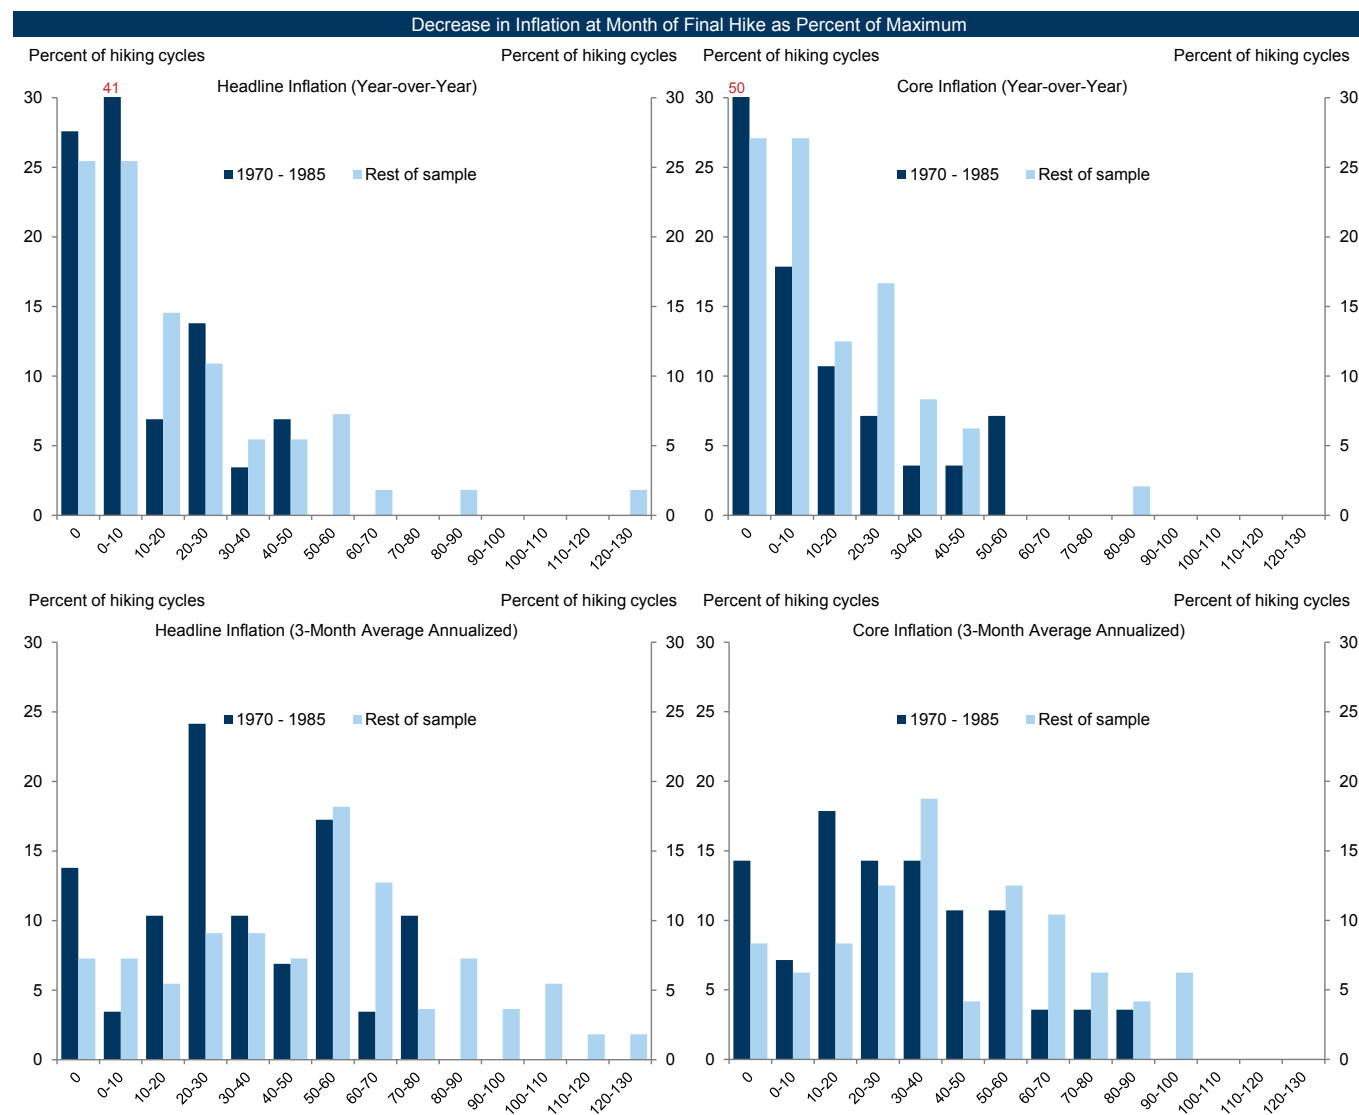 Decrease in Inflation at Month of Final Hike as Percent of Maximum
Percent of hiking cycles Percent of hiking cycles
Headline Inflation (Year-over-Year)
41
1970 - 1985 Rest of sample
30 30
25 25
20 20
15 15
10 10
5 5
0 0
0 0-10 10-20 20-30 30-40 40-50 50-60 60-70 70-80 80-90 90-100 100-110 110-120 120-130
Percent of hiking cycles Percent of hiking cycles
Core Inflation (Year-over-Year)
50
1970 - 1985 Rest of sample
30 30
25 25
20 20
15 15
10 10
5 5
0 0
0 0-10 10-20 20-30 30-40 40-50 50-60 60-70 70-80 80-90 90-100 100-110 110-120 120-130
Percent of hiking cycles Percent of hiking cycles
Headline Inflation (3-Month Average Annualized)
1970 - 1985 Rest of sample
30 30
25 25
20 20
15 15
10 10
5 5
0 0
0 0-10 10-20 20-30 30-40 40-50 50-60 60-70 70-80 80-90 90-100 100-110 110-120 120-130
Percent of hiking cycles Percent of hiking cycles
Core Inflation (3-Month Average Annualized)
1970 - 1985 Rest of sample
30 30
25 25
20 20
15 15
10 10
5 5
0 0
0 0-10 10-20 20-30 30-40 40-50 50-60 60-70 70-80 80-90 90-100 100-110 110-120 120-130